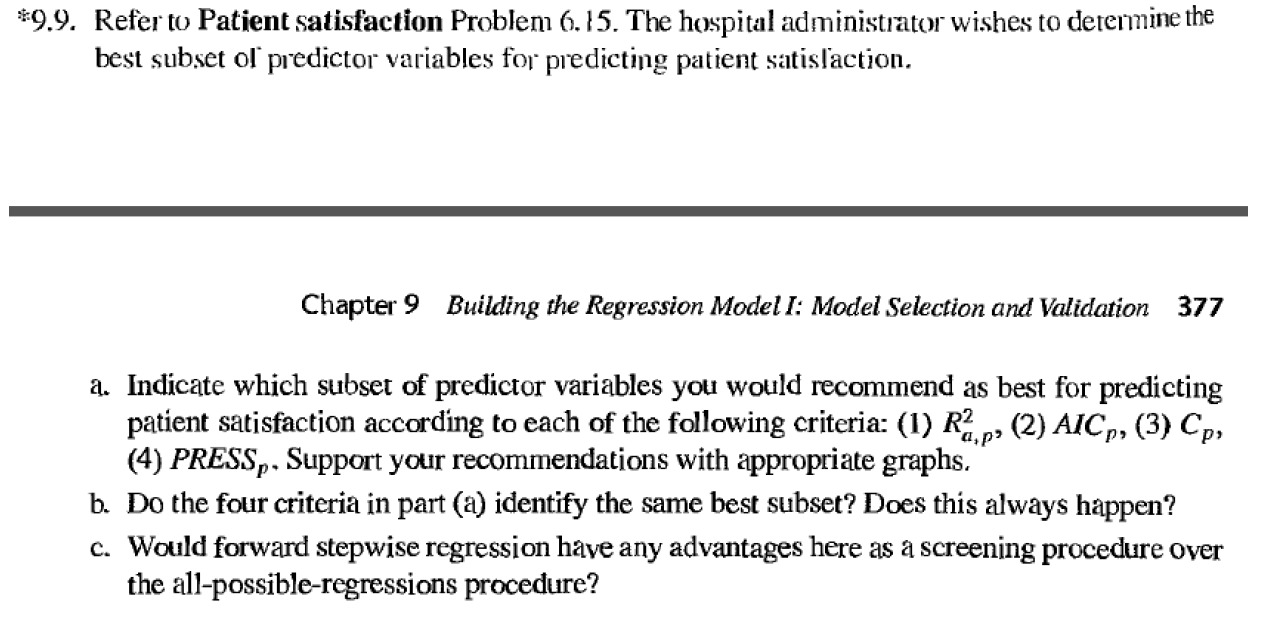 *9.9. Refer to Patient satisfaction Problem 6.15. The hospital administrator wishes to determine the
best subset of predictor variables for predicting patient satisfaction.
Chapter 9 Building the Regression Model I: Model Selection and Validation 377
a. Indicate which subset of predictor variables you would recommend as best for predicting
patient satisfaction according to each of the following criteria: (1) R²ₐ,ₚ, (2) AICₚ, (3) Cₚ,
(4) PRESSₚ. Support your recommendations with appropriate graphs.
b. Do the four criteria in part (a) identify the same best subset? Does this always happen?
c. Would forward stepwise regression have any advantages here as a screening procedure over
the all-possible-regressions procedure?